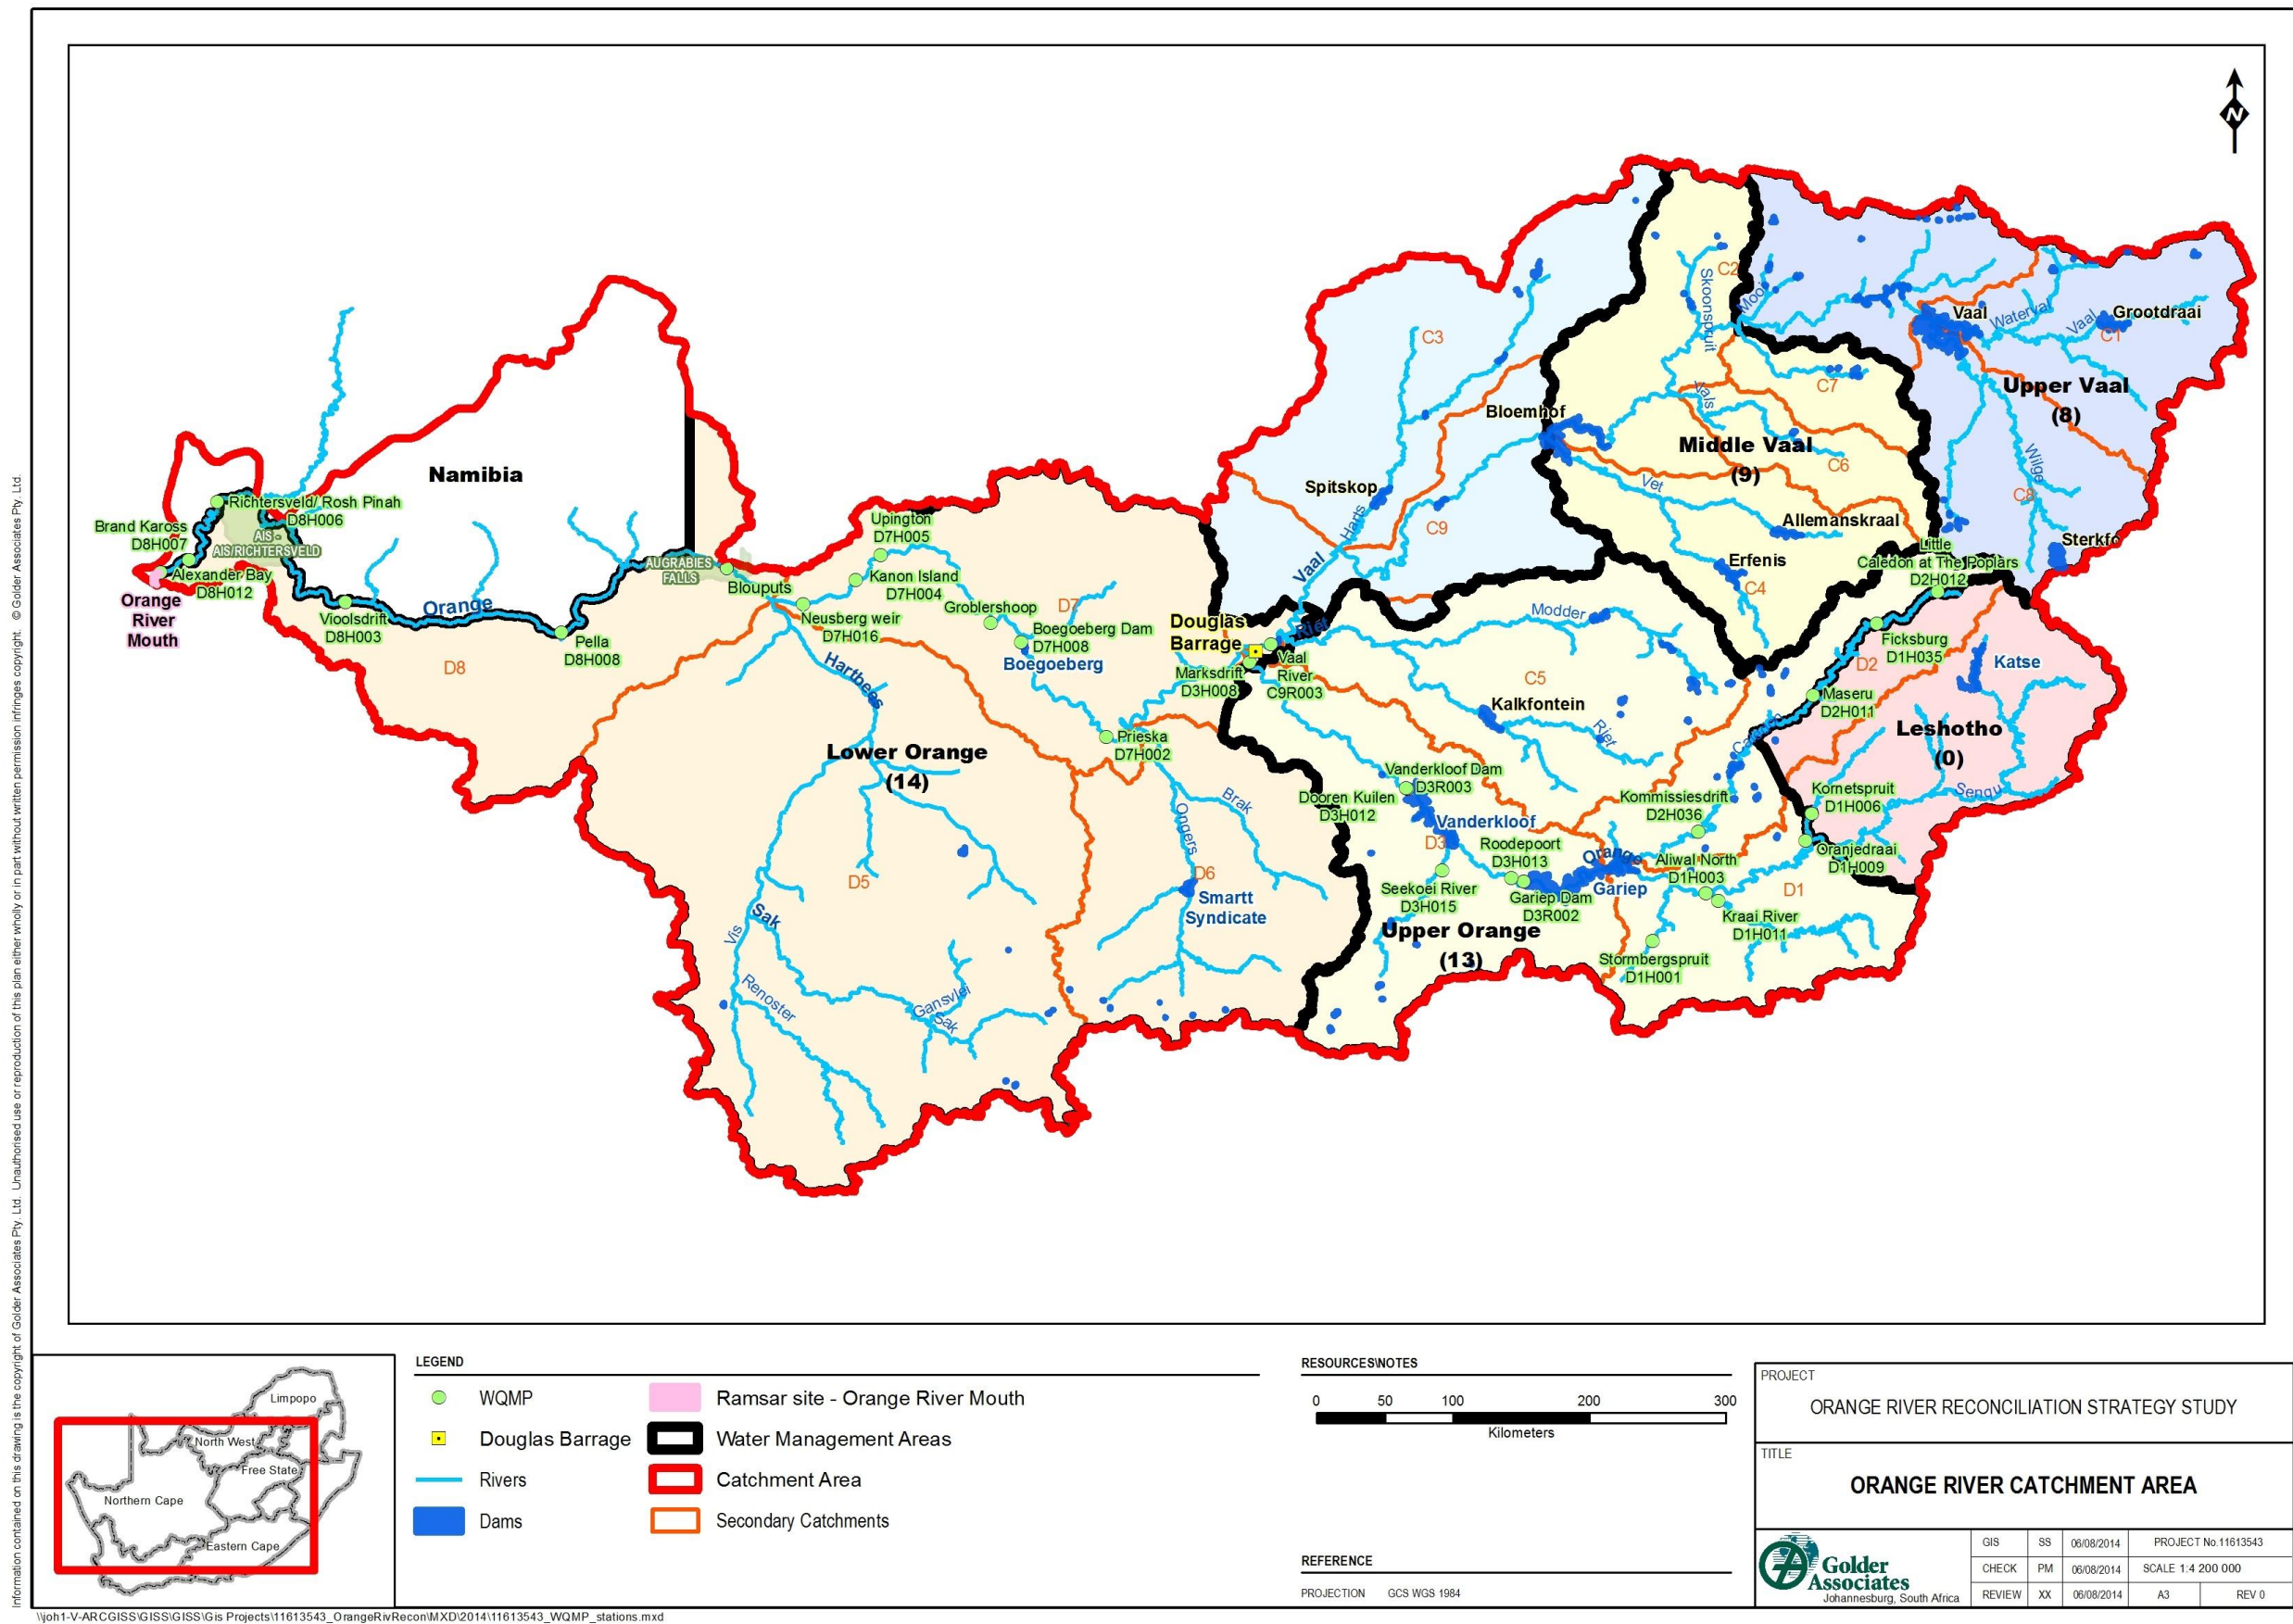 N
Namibia
Richtersveld/ Rosh Pinah
D8H006
Brand Kaross
D8H007
AIS -
AIS/RICHTERSVELD
Alexander Bay
D8H012
Orange
River
Mouth
Vioolsdrift
D8H003
Orange
Pella
D8H008
D8
AUGRABIES
FALLS
Blouputs
Upington
D7H005
Kanon Island
D7H004
Neusberg weir
D7H016
Groblershoop
D7
Boegoeberg Dam
D7H008
Boegoeberg
Hartbees
Lower Orange
(14)
Prieska
D7H002
Brak
Ongers
D6
Smartt
Syndicate
D5
Sak
Vis
Renoster
Gansvlei
Sak
C3
Spitskop
Harts
C9
Vaal
Bloemhof
Douglas
Barrage
Riet
Vaal
River
C9R003
Marksdrift
D3H008
C2
Skoonspruit
Mooi
Vals
C7
Middle Vaal
(9)
C6
Vet
Allemanskraal
Erfenis
C4
Vaal
Waterval
Vaal
Grootdraai
C1
Upper Vaal
(8)
Wilge
C8
Sterkfo
Little
Caledon at The Poplars
D2H012
Ficksburg
D1H035
D2
Katse
Maseru
D2H011
Leshotho
(0)
Senqu
Kornetspruit
D1H006
Oranjedraai
D1H009
Modder
C5
Kalkfontein
Riet
Vanderkloof Dam
D3R003
Dooren Kuilen
D3H012
Vanderkloof
D3
Roodepoort
D3H013
Kommissiesdrift
D2H036
Orange
Gariep
Aliwal North
D1H003
D1
Seekoei River
D3H015
Gariep Dam
D3R002
Kraai River
D1H011
Upper Orange
(13)
Stormbergspruit
D1H001
Information contained on this drawing is the copyright of Golder Associates Pty. Ltd. Unauthorised use or reproduction of this plan either wholly or in part without written permission infringes copyright. © Golder Associates Pty. Ltd.
Limpopo
North West
Free State
Northern Cape
Eastern Cape
LEGEND
WQMP
Douglas Barrage
Rivers
Dams
Ramsar site - Orange River Mouth
Water Management Areas
Catchment Area
Secondary Catchments
RESOURCES\NOTES
0 50 100 200 300
Kilometers
REFERENCE
PROJECTION GCS WGS 1984
PROJECT
ORANGE RIVER RECONCILIATION STRATEGY STUDY
TITLE
ORANGE RIVER CATCHMENT AREA
Golder
Associates
Johannesburg, South Africa
GIS SS 06/08/2014 PROJECT No.11613543
CHECK PM 06/08/2014 SCALE 1:4 200 000
REVIEW XX 06/08/2014 A3 REV 0
\\joh1-V-ARCGISS\GISS\GISS\Gis Projects\11613543_OrangeRivRecon\MXD\2014\11613543_WQMP_stations.mxd